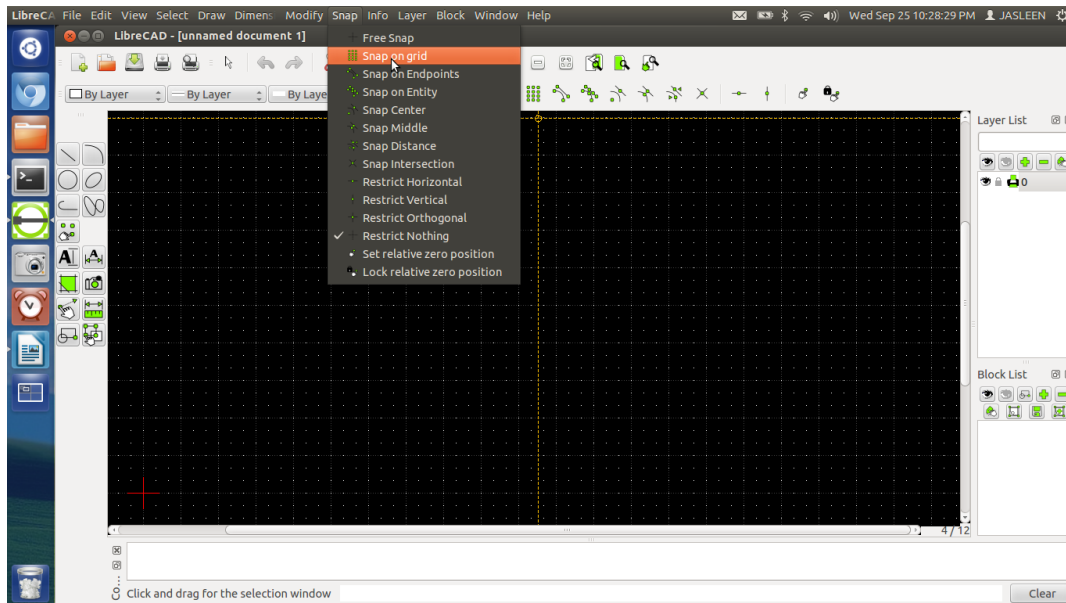 LibreCA File Edit View Select Draw Dimens Modify Snap Info Layer Block Window Help Wed Sep 25 10:28:29 PM JASLEEN
LibreCAD - [unnamed document 1]
Free Snap
Snap on grid
Snap on Endpoints
Snap on Entity
Snap Center
Snap Middle
Snap Distance
Snap Intersection
Restrict Horizontal
Restrict Vertical
Restrict Orthogonal
Restrict Nothing
Set relative zero position
Lock relative zero position
By Layer By Layer By Laye
Layer List
0
Block List
4 / 12
Co...
Click and drag for the selection window
Clear